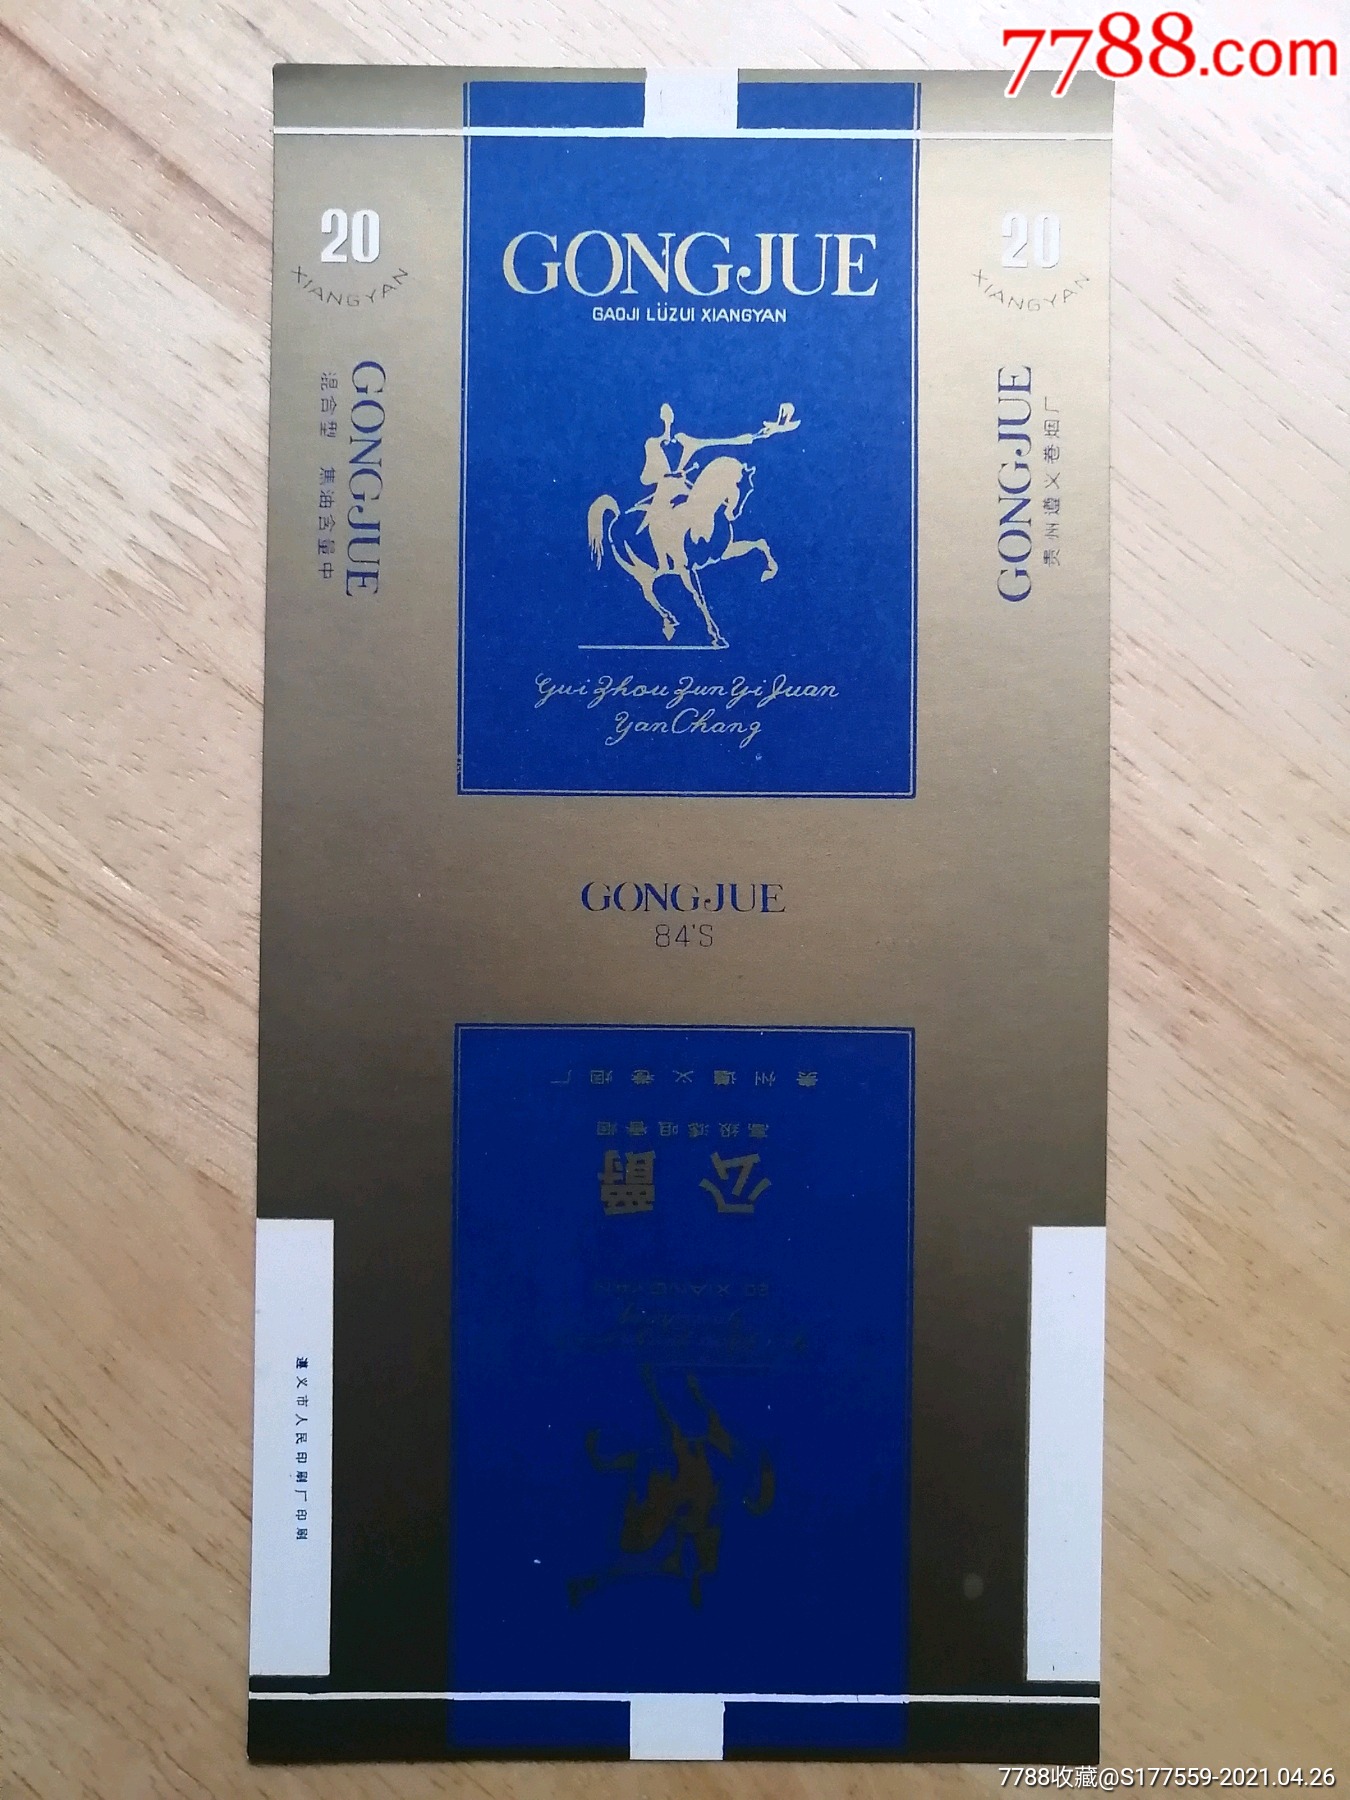 7788.com
20
XIANGYAN
GONGJUE
混合型 焦油含量中
GONGJUE
GAOJI LÜZUI XIANGYAN
Gui Zhou Zun Yi Juan
Yan Chang
20
XIANGYAN
GONGJUE
贵州遵义卷烟厂
GONGJUE
84'S
贵州遵义卷烟厂
高级滤咀香烟
公爵
20 XIANGYAN
遵义市人民印刷厂印刷
7788收藏@S177559-2021.04.26